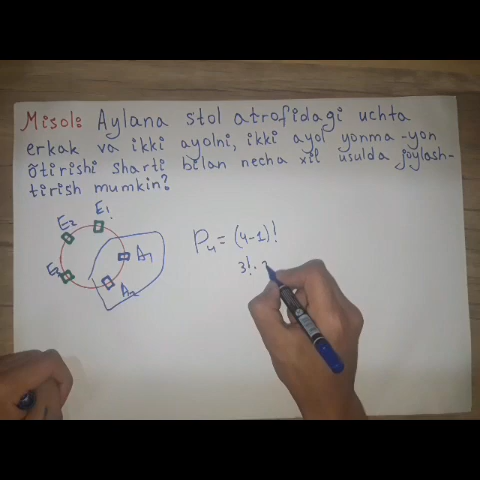 Misol: Aylana stol atrofidagi uchta
erkak va ikki ayolni, ikki ayol yonma-yon
õtirishi sharti bilan necha xil usulda joylash-
tirish mumkin?
E₂ E₁
A₁
E₃
A₂
P₄ = (4-1)!
3! ·